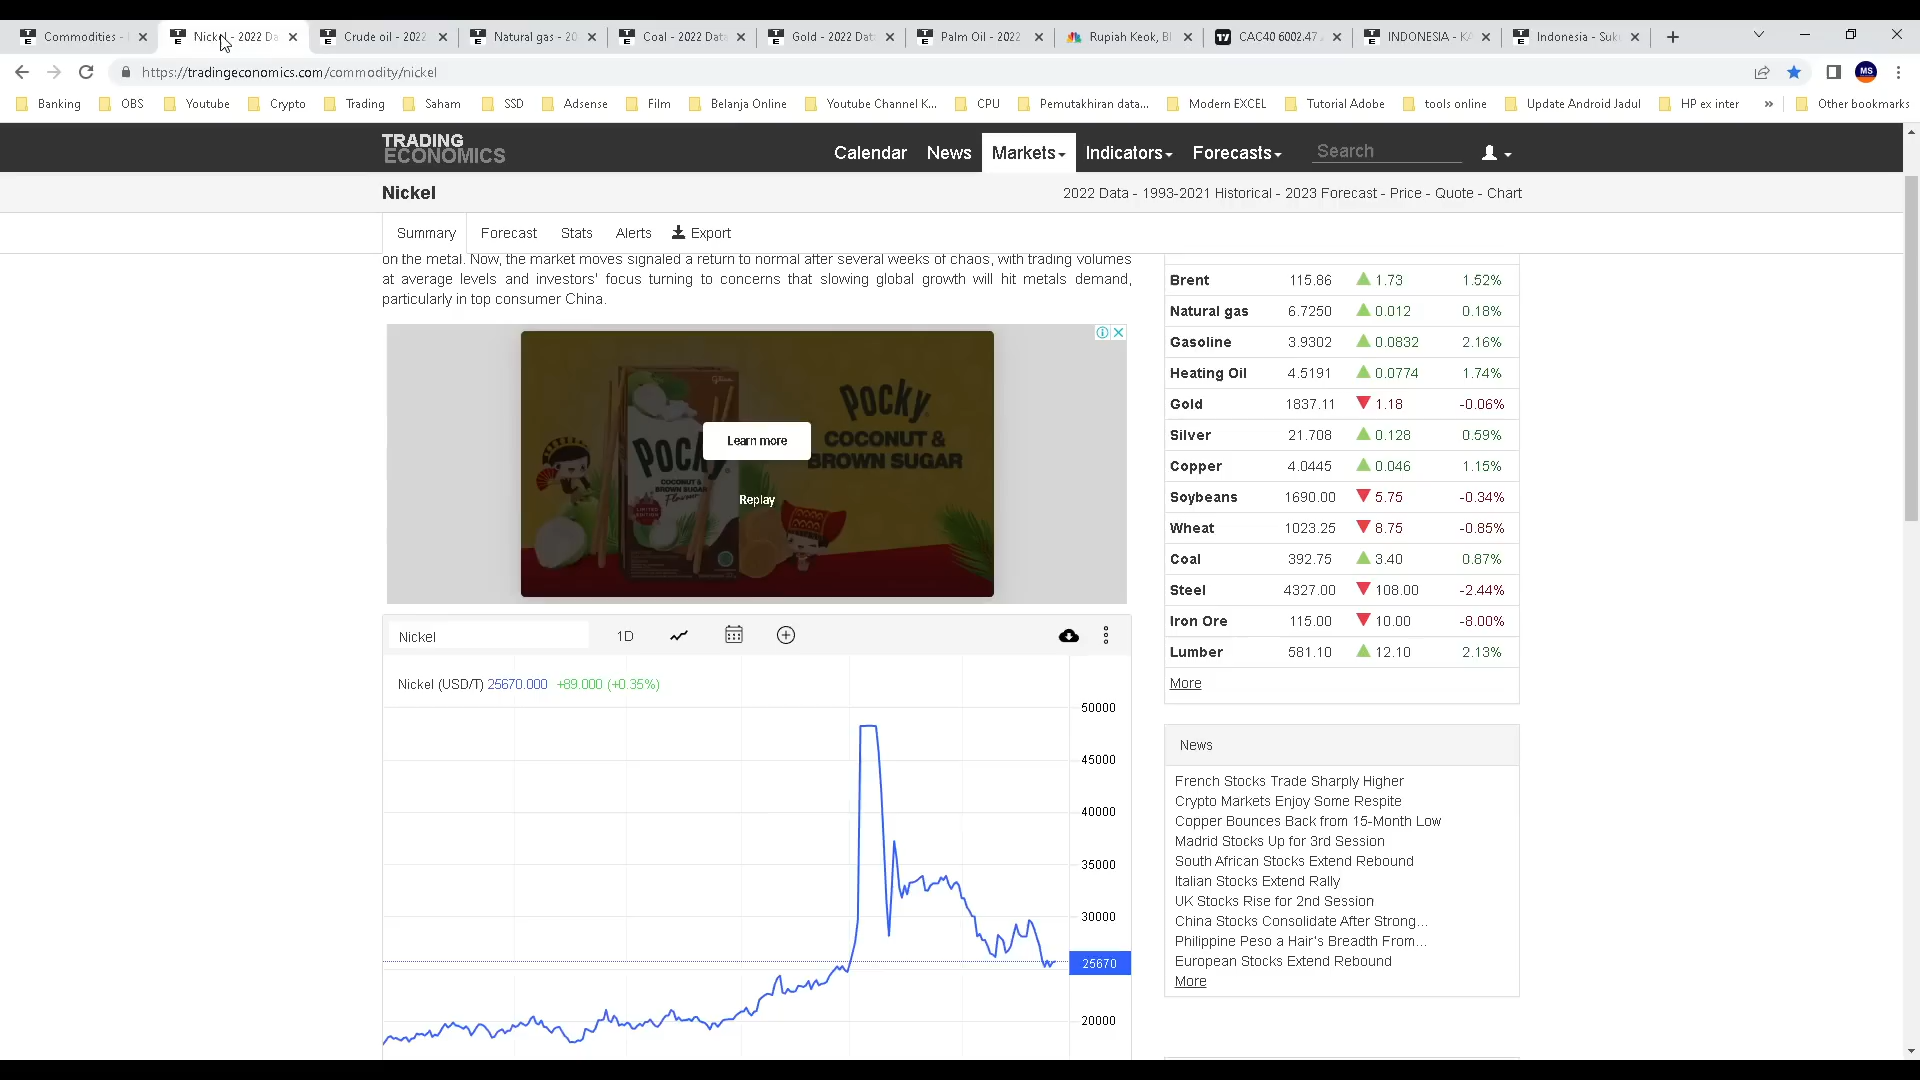 Commodities -
Nickel - 2022 Da
Crude oil - 2022
Natural gas - 20
Coal - 2022 Dat
Gold - 2022 Dat
Palm Oil - 2022
Rupiah Keok, BI
CAC40 6002.47
INDONESIA - KA
Indonesia - Suk
https://tradingeconomics.com/commodity/nickel
MS
Banking
OBS
Youtube
Crypto
Trading
Saham
SSD
Adsense
Film
Belanja Online
Youtube Channel K...
CPU
Pemutakhiran data...
Modern EXCEL
Tutorial Adobe
tools online
Update Android Jadul
HP ex inter
»
Other bookmarks
TRADING
ECONOMICS
Calendar
News
Markets
Indicators
Forecasts
Search
Nickel
2022 Data - 1993-2021 Historical - 2023 Forecast - Price - Quote - Chart
Summary
Forecast
Stats
Alerts
Export
on the metal. Now, the market moves signaled a return to normal after several weeks of chaos, with trading volumes
at average levels and investors' focus turning to concerns that slowing global growth will hit metals demand,
particularly in top consumer China.
Glico
POCKY
COCONUT &
BROWN SUGAR
POCKY
COCONUT &
BROWN SUGAR
Flavour
LIMITED
EDITION
Learn more
Replay
Brent 115.86 1.73 1.52%
Natural gas 6.7250 0.012 0.18%
Gasoline 3.9302 0.0832 2.16%
Heating Oil 4.5191 0.0774 1.74%
Gold 1837.11 1.18 -0.06%
Silver 21.708 0.128 0.59%
Copper 4.0445 0.046 1.15%
Soybeans 1690.00 5.75 -0.34%
Wheat 1023.25 8.75 -0.85%
Coal 392.75 3.40 0.87%
Steel 4327.00 108.00 -2.44%
Iron Ore 115.00 10.00 -8.00%
Lumber 581.10 12.10 2.13%
More
Nickel
1D
Nickel (USD/T) 25670.000 +89.000 (+0.35%)
50000
45000
40000
35000
30000
25670
20000
News
French Stocks Trade Sharply Higher
Crypto Markets Enjoy Some Respite
Copper Bounces Back from 15-Month Low
Madrid Stocks Up for 3rd Session
South African Stocks Extend Rebound
Italian Stocks Extend Rally
UK Stocks Rise for 2nd Session
China Stocks Consolidate After Strong...
Philippine Peso a Hair's Breadth From...
European Stocks Extend Rebound
More